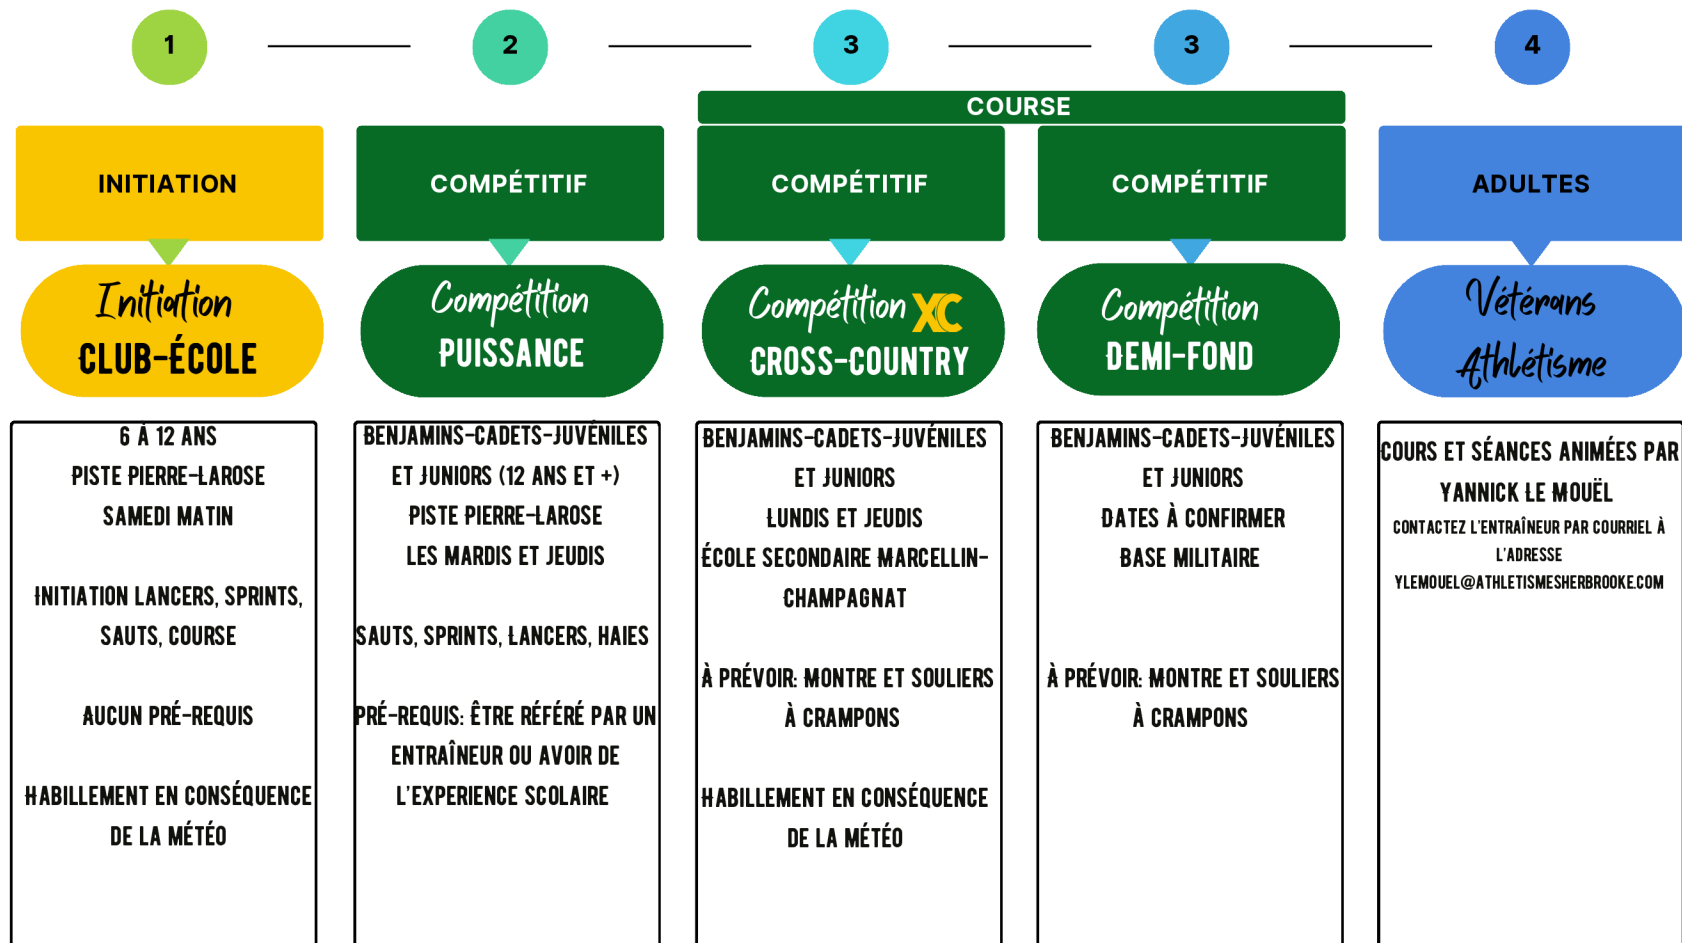 1
2
3
3
4
COURSE
INITIATION
COMPÉTITIF
COMPÉTITIF
COMPÉTITIF
ADULTES
Initiation
CLUB-ÉCOLE
Compétition
PUISSANCE
Compétition XC
CROSS-COUNTRY
Compétition
DEMI-FOND
Vétérans
Athlétisme
6 À 12 ANS
PISTE PIERRE-LAROSE
SAMEDI MATIN
INITIATION LANCERS, SPRINTS,
SAUTS, COURSE
AUCUN PRÉ-REQUIS
HABILLEMENT EN CONSÉQUENCE
DE LA MÉTÉO
BENJAMINS-CADETS-JUVÉNILES
ET JUNIORS (12 ANS ET +)
PISTE PIERRE-LAROSE
LES MARDIS ET JEUDIS
SAUTS, SPRINTS, LANCERS, HAIES
PRÉ-REQUIS: ÊTRE RÉFÉRÉ PAR UN
ENTRAÎNEUR OU AVOIR DE
L'EXPERIENCE SCOLAIRE
BENJAMINS-CADETS-JUVÉNILES
ET JUNIORS
LUNDIS ET JEUDIS
ÉCOLE SECONDAIRE MARCELLIN-
CHAMPAGNAT
À PRÉVOIR: MONTRE ET SOULIERS
À CRAMPONS
HABILLEMENT EN CONSÉQUENCE
DE LA MÉTÉO
BENJAMINS-CADETS-JUVÉNILES
ET JUNIORS
DATES À CONFIRMER
BASE MILITAIRE
À PRÉVOIR: MONTRE ET SOULIERS
À CRAMPONS
COURS ET SÉANCES ANIMÉES PAR
YANNICK LE MOUËL
CONTACTEZ L'ENTRAÎNEUR PAR COURRIEL À
L'ADRESSE
YLEMOUEL@ATHLETISMESHERBROOKE.COM